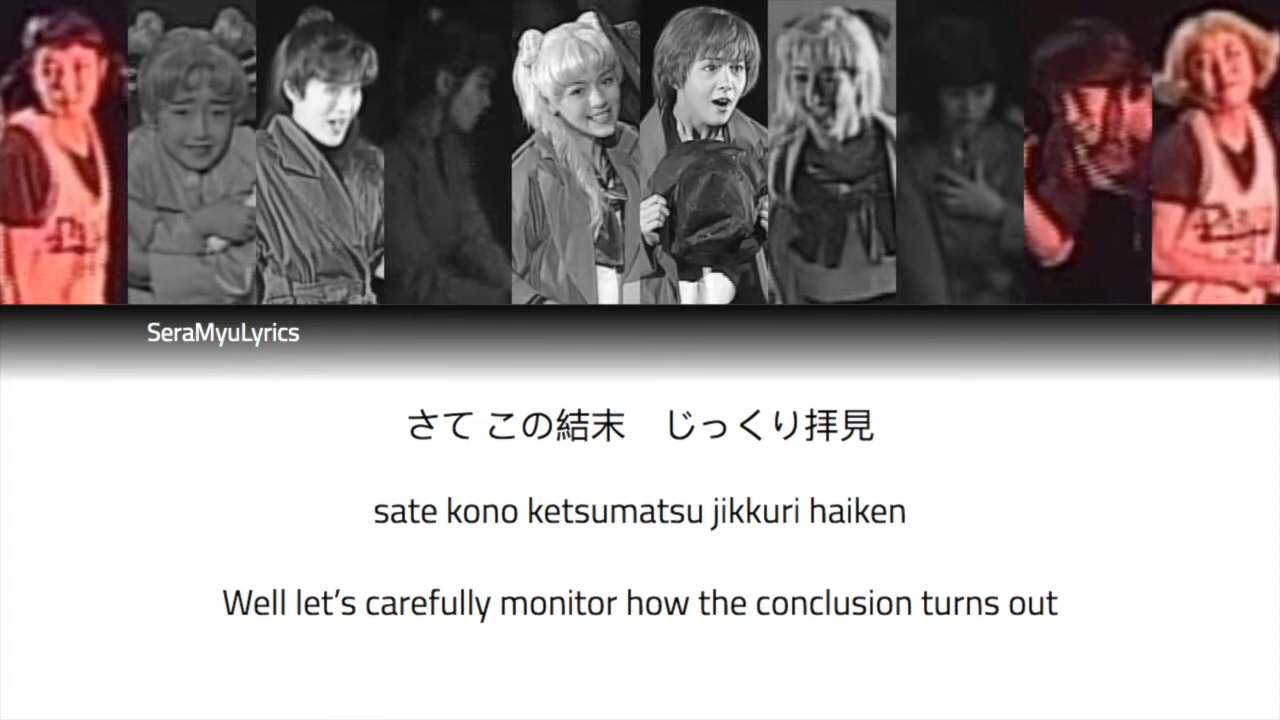 SeraMyuLyrics
さて この結末　じっくり拝見
sate kono ketsumatsu jikkuri haiken
Well let’s carefully monitor how the conclusion turns out